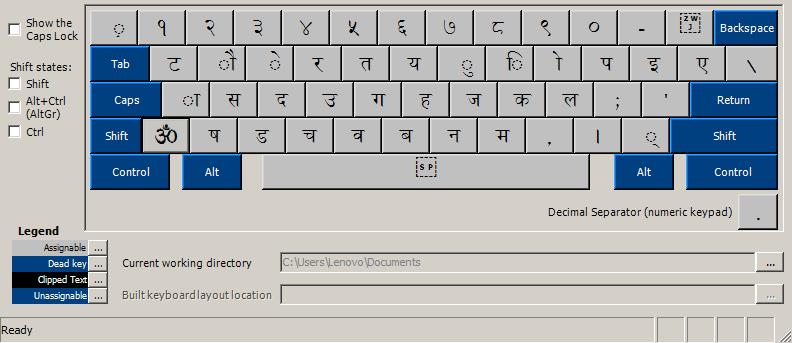 Show the
Caps Lock
Shift states:
Shift
Alt+Ctrl
(AltGr)
Ctrl
़ १ २ ३ ४ ५ ६ ७ ८ ९ ० - ZWJ Backspace
Tab ट ौ े र त य ु ि ो प इ ए \
Caps ा स द उ ग ह ज क ल ; ' Return
Shift ॐ ष ड च व ब न म , । ् Shift
Control Alt SP Alt Control
Decimal Separator (numeric keypad) .
Legend
Assignable ...
Dead key ...
Clipped Text ...
Unassignable ...
Current working directory C:\Users\Lenovo\Documents ...
Built keyboard layout location ...
Ready